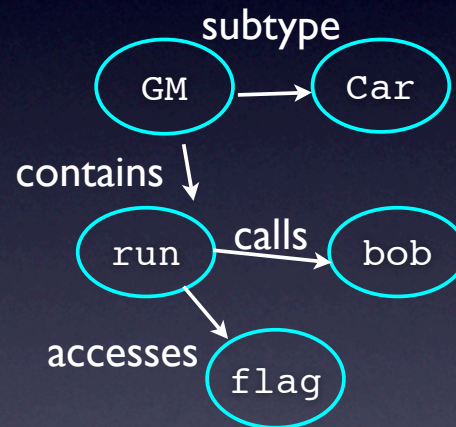 subtype
GM
Car
contains
run
calls
bob
accesses
flag